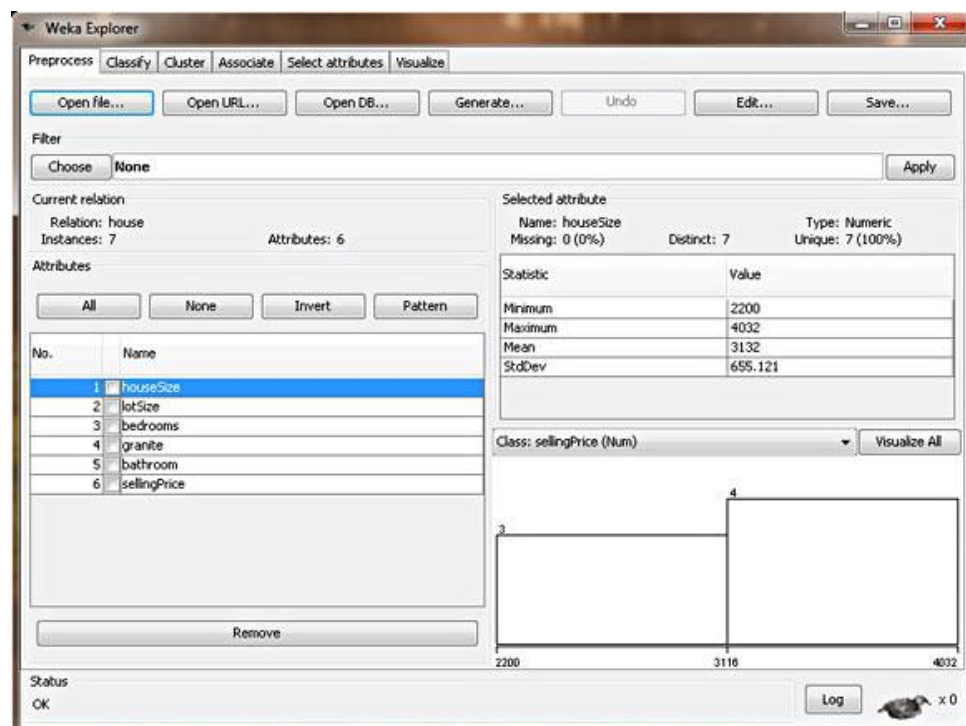 Weka Explorer
Preprocess Classify Cluster Associate Select attributes Visualize
Open file... Open URL... Open DB... Generate... Undo Edit... Save...
Filter
Choose None Apply
Current relation
Relation: house
Instances: 7 Attributes: 6
Attributes
All None Invert Pattern
No. Name
1 houseSize
2 lotSize
3 bedrooms
4 granite
5 bathroom
6 sellingPrice
Remove
Selected attribute
Name: houseSize Type: Numeric
Missing: 0 (0%) Distinct: 7 Unique: 7 (100%)
Statistic Value
Minimum 2200
Maximum 4032
Mean 3132
StdDev 655.121
Class: sellingPrice (Num) Visualize All
3
4
2200 3116 4032
Status
OK
Log x 0